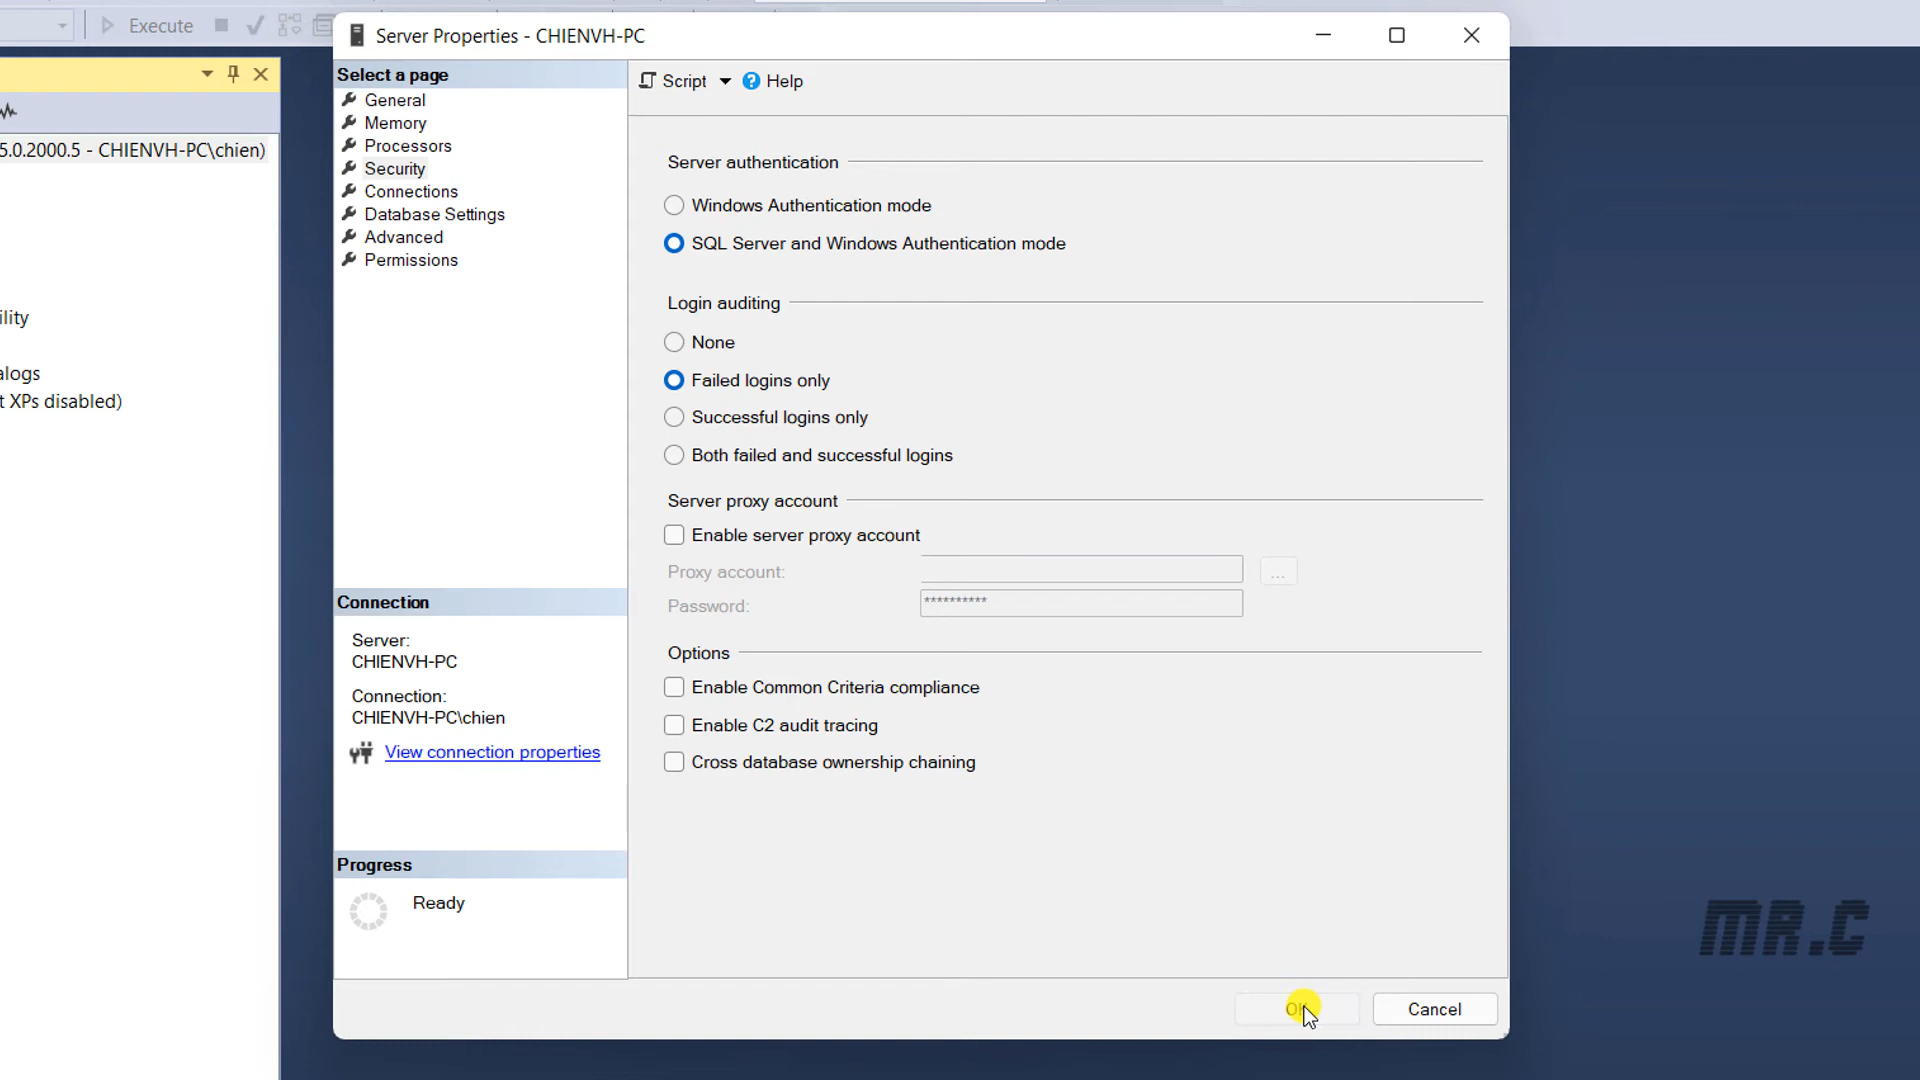 Execute
Server Properties - CHIENVH-PC
Select a page
General
Memory
Processors
Security
Connections
Database Settings
Advanced
Permissions
Script
Help
5.0.2000.5 - CHIENVH-PC\chien)
ility
alogs
t XPs disabled)
Server authentication
Windows Authentication mode
SQL Server and Windows Authentication mode
Login auditing
None
Failed logins only
Successful logins only
Both failed and successful logins
Server proxy account
Enable server proxy account
Proxy account:
...
Password:
**********
Options
Enable Common Criteria compliance
Enable C2 audit tracing
Cross database ownership chaining
Connection
Server:
CHIENVH-PC
Connection:
CHIENVH-PC\chien
View connection properties
Progress
Ready
OK
Cancel
MR.C